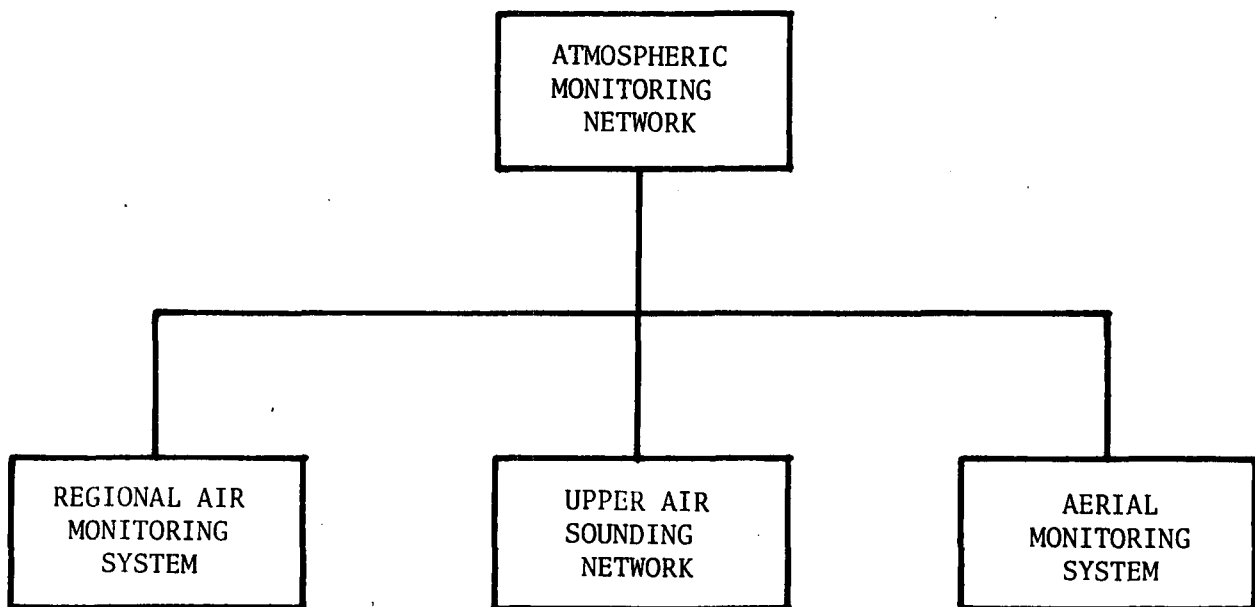 ATMOSPHERIC
MONITORING
NETWORK
REGIONAL AIR
MONITORING
SYSTEM
UPPER AIR
SOUNDING
NETWORK
AERIAL
MONITORING
SYSTEM